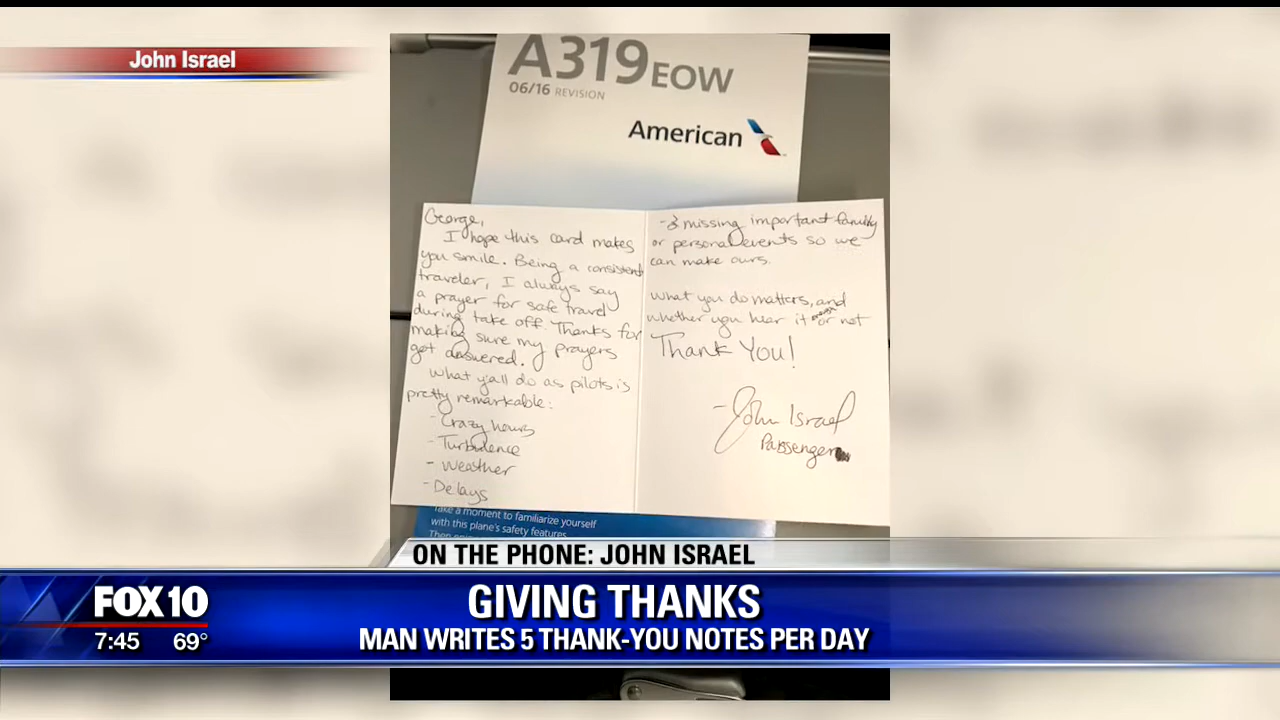 John Israel
A319 EOW
06/16 REVISION
American
George,
I hope this card makes
you smile. Being a consistent
traveler, I always say
a prayer for safe travel
during take off. Thanks for
making sure my prayers
get answered.
What y'all do as pilots is
pretty remarkable:
- Crazy hours
- Turbulence
- Weather
- Delays
- & missing important family
or personal events so we
can make ours.
What you do matters, and
whether you hear it or not
Thank You!
- John Israel
Passenger
Take a moment to familiarize yourself
with this plane's safety features.
ON THE PHONE: JOHN ISRAEL
FOX 10
GIVING THANKS
7:45 69°
MAN WRITES 5 THANK-YOU NOTES PER DAY